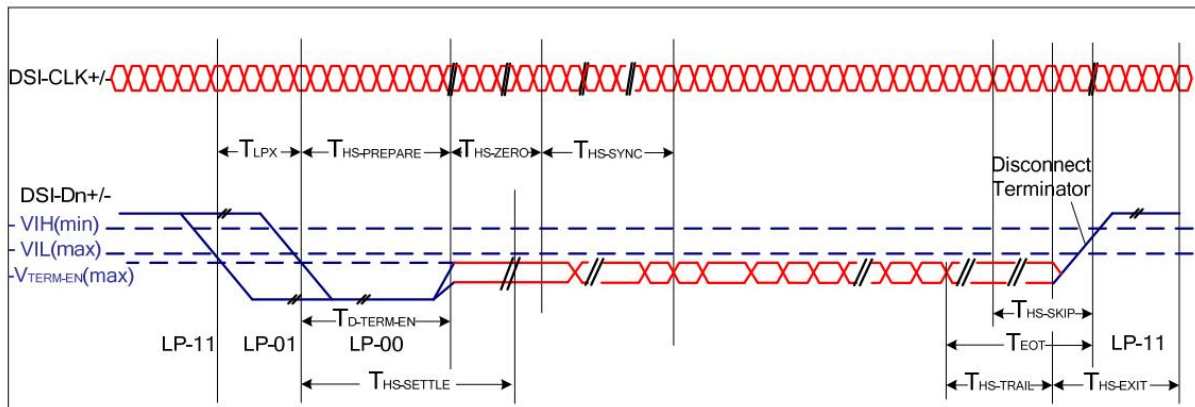 DSI-CLK+/-
TLPX
THS-PREPARE
THS-ZERO
THS-SYNC
Disconnect
Terminator
DSI-Dn+/-
VIH(min)
VIL(max)
VTERM-EN(max)
TD-TERM-EN
THS-SKIP
LP-11
LP-01
LP-00
TEOT
LP-11
THS-SETTLE
THS-TRAIL
THS-EXIT